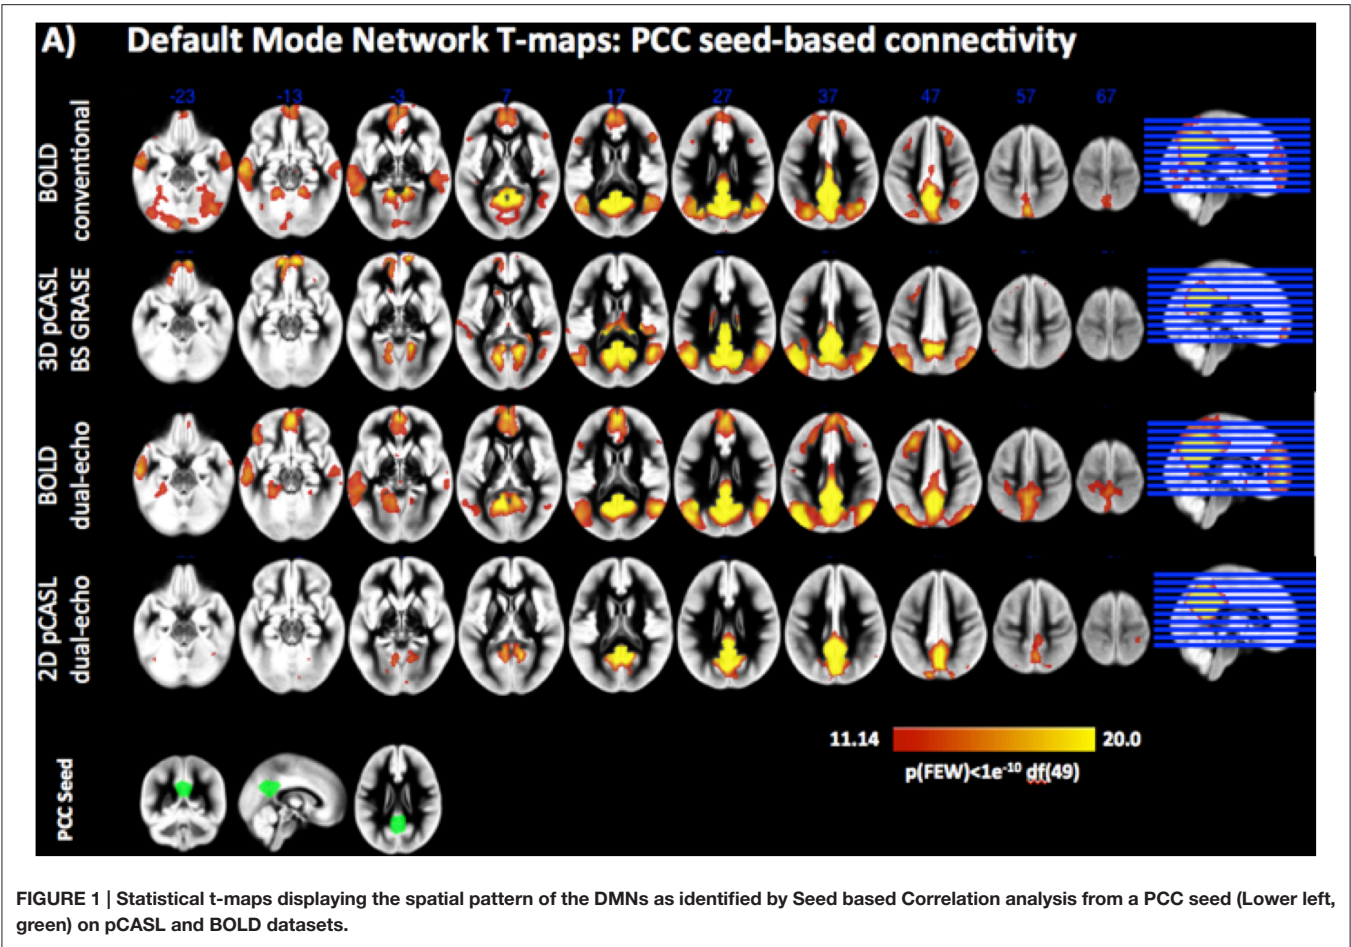 A) Default Mode Network T-maps: PCC seed-based connectivity
-23 -13 -3 7 17 27 37 47 57 67
BOLD
conventional
3D pCASL
BS GRASE
BOLD
dual-echo
2D pCASL
dual-echo
PCC Seed
11.14 20.0
p(FEW)<1e-10 df(49)
FIGURE 1 | Statistical t-maps displaying the spatial pattern of the DMNs as identified by Seed based Correlation analysis from a PCC seed (Lower left,
green) on pCASL and BOLD datasets.